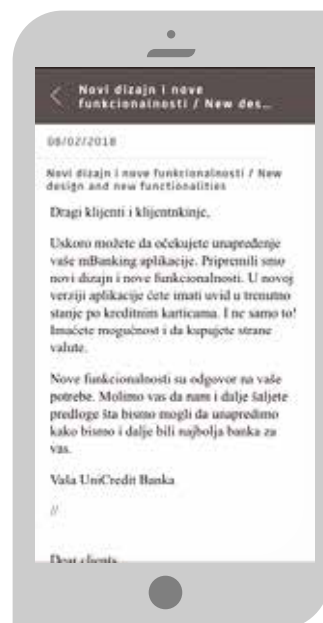 Novi dizajn i nove
funkcionalnosti / New des...
08/02/2018
Novi dizajn i nove funkcionalnosti / New
design and new functionalities
Dragi klijenti i klijentnkinje,
Uskoro možete da očekujete unapređenje
vaše mBanking aplikacije. Pripremili smo
novi dizajn i nove funkcionalnosti. U novoj
verziji aplikacije ćete imati uvid u trenutno
stanje po kreditnim karticama. I ne samo to!
Imaćete mogućnost i da kupujete strane
valute.
Nove funkcionalnosti su odgovor na vaše
potrebe. Molimo vas da nam i dalje šaljete
predloge šta bismo mogli da unapredimo
kako bismo i dalje bili najbolja banka za
vas.
Vaša UniCredit Banka
//
Dear clients